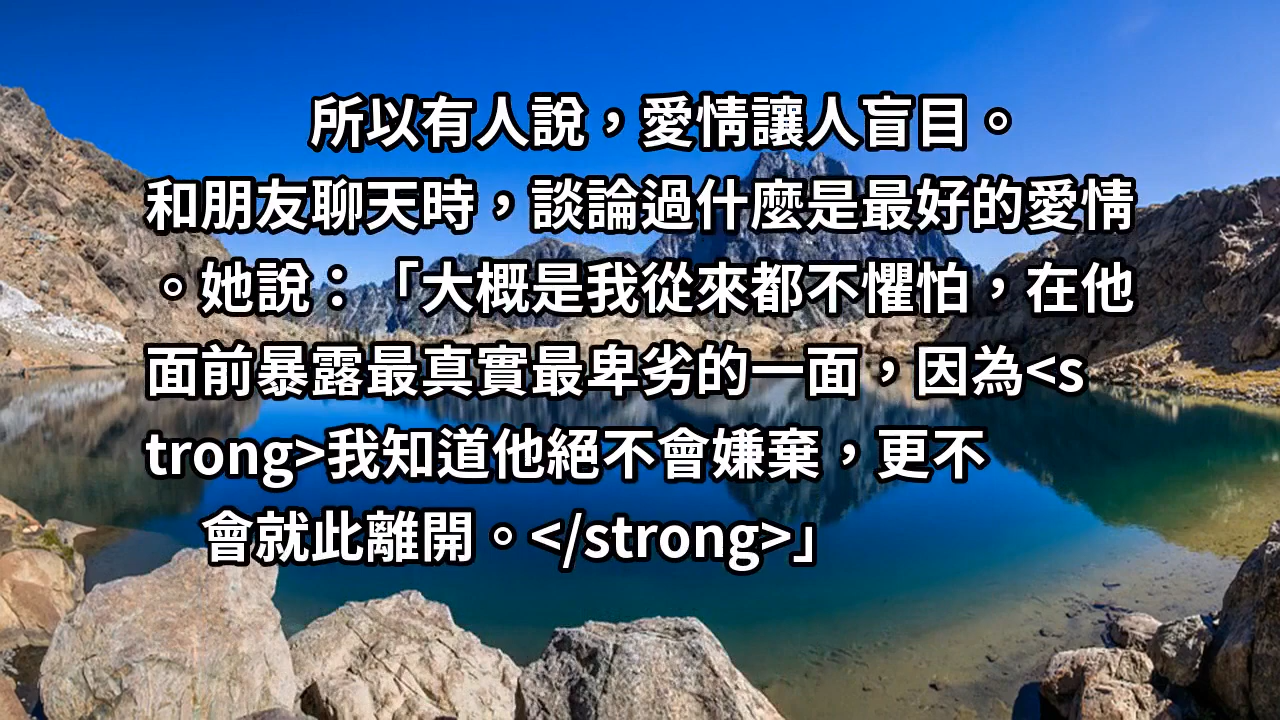 所以有人說，愛情讓人盲目。
和朋友聊天時，談論過什麼是最好的愛情
。她說：「大概是我從來都不懼怕，在他
面前暴露最真實最卑劣的一面，因為<s
trong>我知道他絕不會嫌棄，更不
會就此離開。</strong>」